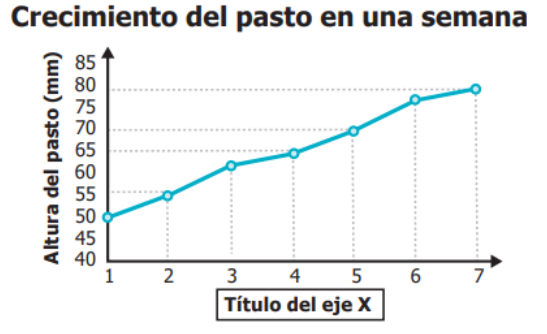 Crecimiento del pasto en una semana
Altura del pasto (mm)
85
80
75
70
65
60
55
50
45
40
1 2 3 4 5 6 7
Título del eje X